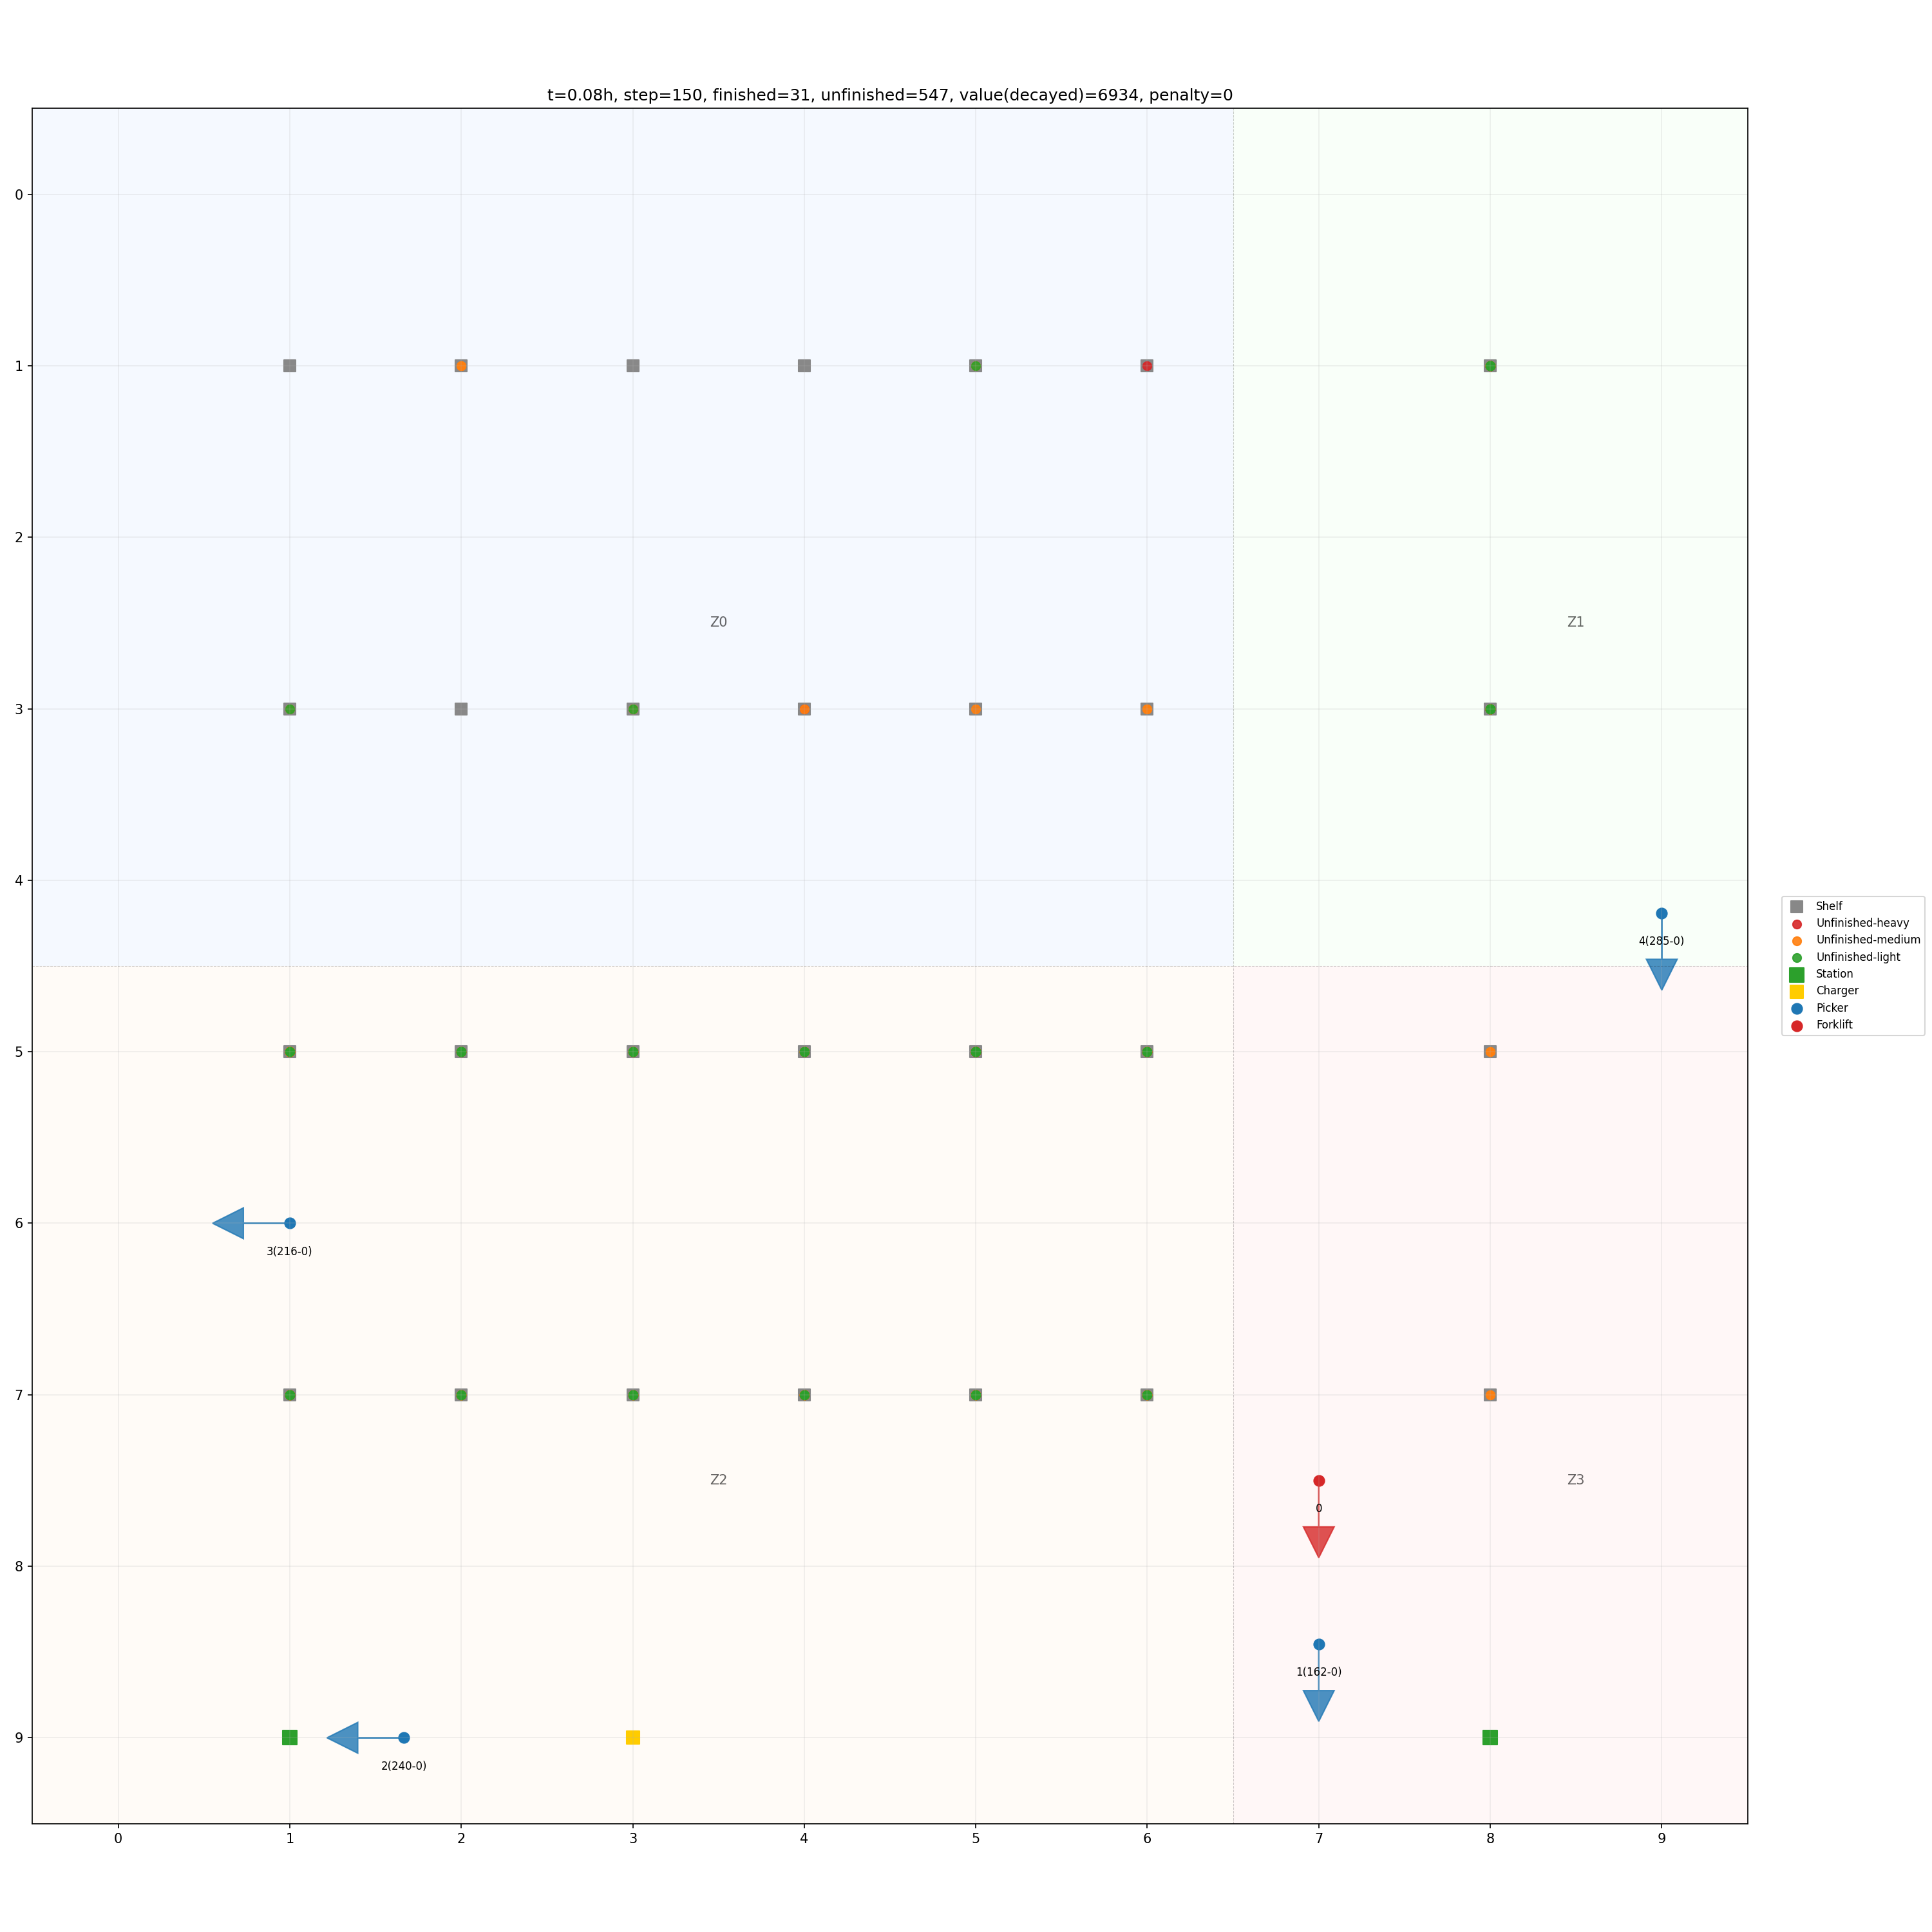 t=0.08h, step=150, finished=31, unfinished=547, value(decayed)=6934, penalty=0
0
1
2
Z0
Z1
3
4
4(285-0)
Shelf
Unfinished-heavy
Unfinished-medium
Unfinished-light
Station
Charger
Picker
Forklift
5
6
3(216-0)
7
Z2
Z3
0
8
1(162-0)
9
2(240-0)
0 1 2 3 4 5 6 7 8 9